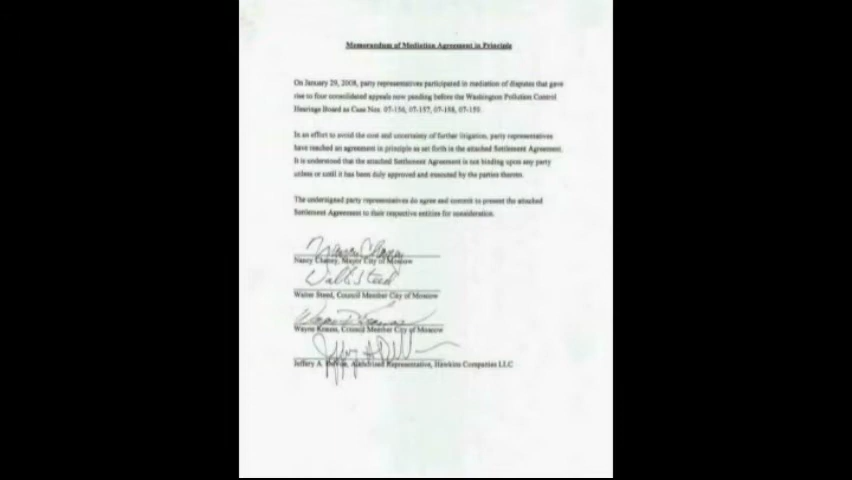 Memorandum of Mediation Agreement in Principle
On January 29, 2008, party representatives participated in mediation of disputes that gave
rise to four consolidated appeals now pending before the Washington Pollution Control
Hearings Board as Case Nos. 07-156, 07-157, 07-158, 07-159.
In an effort to avoid the cost and uncertainty of further litigation, party representatives
have reached an agreement in principle as set forth in the attached Settlement Agreement.
It is understood that the attached Settlement Agreement is not binding upon any party
unless or until it has been duly approved and executed by the parties thereto.
The undersigned party representatives do agree and commit to present the attached
Settlement Agreement to their respective entities for consideration.
Nancy Chaney
Nancy Chaney, Mayor City of Moscow
Walter Steed
Walter Steed, Council Member City of Moscow
Wayne Krauss, Council Member City of Moscow
Jeffery A. Authorized Representative, Hawkins Companies LLC